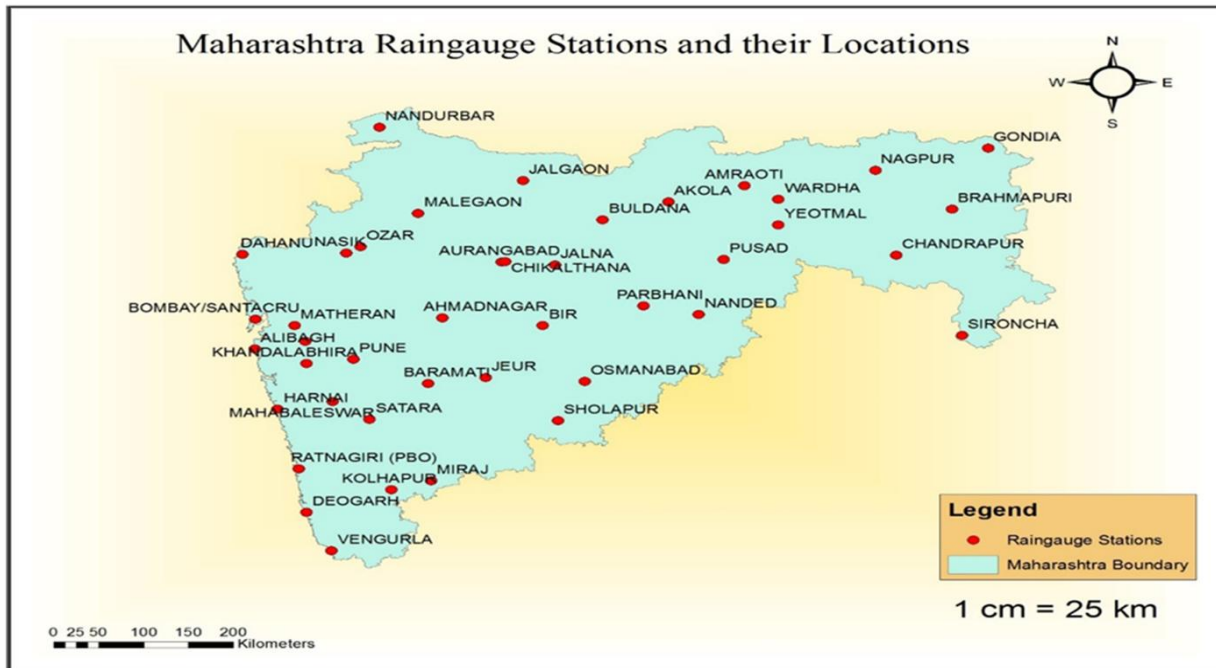 Maharashtra Raingauge Stations and their Locations
N
W E
S
NANDURBAR
GONDIA
JALGAON
NAGPUR
AMRAOTI
AKOLA
WARDHA
MALEGAON
BULDANA
BRAHMAPURI
YEOTMAL
DAHANU
NASIK
OZAR
AURANGABAD
JALNA
PUSAD
CHANDRAPUR
CHIKALTHANA
BOMBAY/SANTACRU
MATHERAN
AHMADNAGAR
BIR
PARBHANI
NANDED
SIRONCHA
ALIBAGH
KHANDALABHIRA
PUNE
BARAMATI
JEUR
OSMANABAD
HARNAI
MAHABALESWAR
SATARA
SHOLAPUR
RATNAGIRI (PBO)
KOLHAPUR
MIRAJ
DEOGARH
VENGURLA
Legend
Raingauge Stations
Maharashtra Boundary
1 cm = 25 km
0 25 50 100 150 200
Kilometers